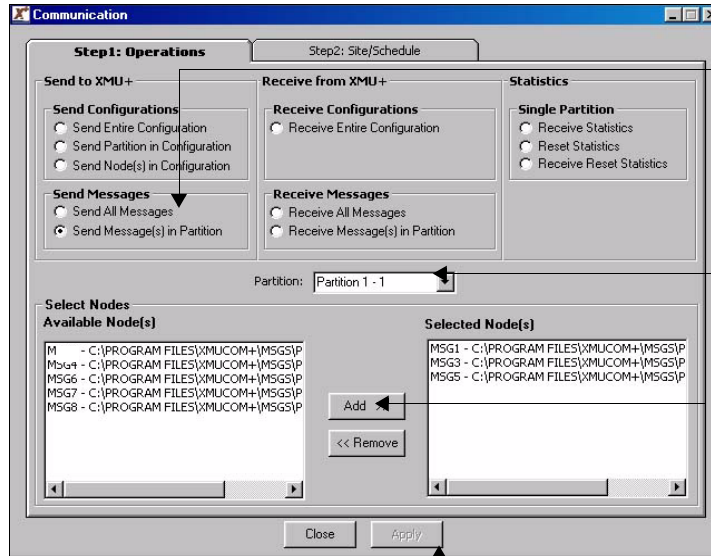 Communication
Step1: Operations
Step2: Site/Schedule
Send to XMU+
Send Configurations
Send Entire Configuration
Send Partition in Configuration
Send Node(s) in Configuration
Send Messages
Send All Messages
Send Message(s) in Partition
Receive from XMU+
Receive Configurations
Receive Entire Configuration
Receive Messages
Receive All Messages
Receive Message(s) in Partition
Statistics
Single Partition
Receive Statistics
Reset Statistics
Receive Reset Statistics
Partition: Partition 1 - 1
Select Nodes
Available Node(s)
M - C:\PROGRAM FILES\XMUCOM+\MSGS\P
MSG4 - C:\PROGRAM FILES\XMUCOM+\MSGS\P
MSG6 - C:\PROGRAM FILES\XMUCOM+\MSGS\P
MSG7 - C:\PROGRAM FILES\XMUCOM+\MSGS\P
MSG8 - C:\PROGRAM FILES\XMUCOM+\MSGS\P
Add >
<< Remove
Selected Node(s)
MSG1 - C:\PROGRAM FILES\XMUCOM+\MSGS\P
MSG3 - C:\PROGRAM FILES\XMUCOM+\MSGS\P
MSG5 - C:\PROGRAM FILES\XMUCOM+\MSGS\P
Close
Apply